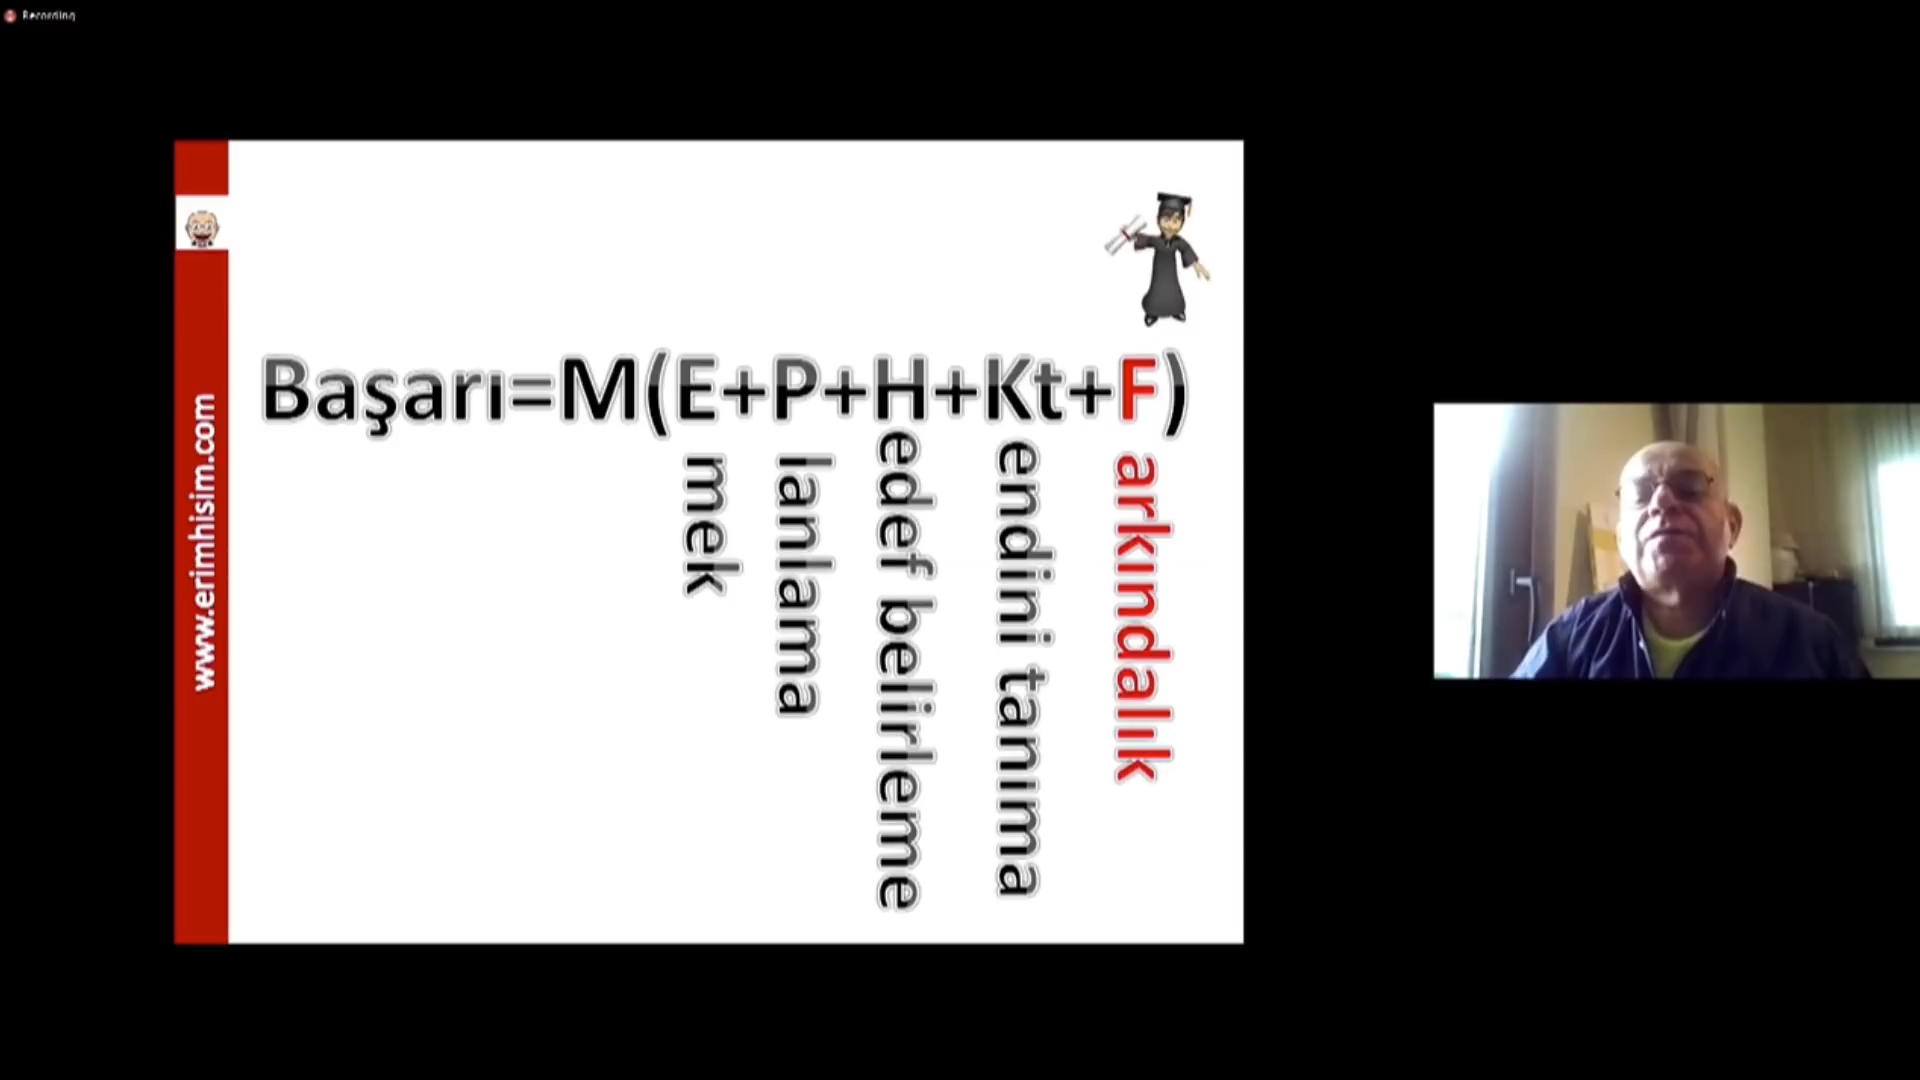 Recording
www.erimhisim.com
Başarı=M(E+P+H+Kt+F)
mek
lanlama
edef belirleme
endini tanıma
arkındalık